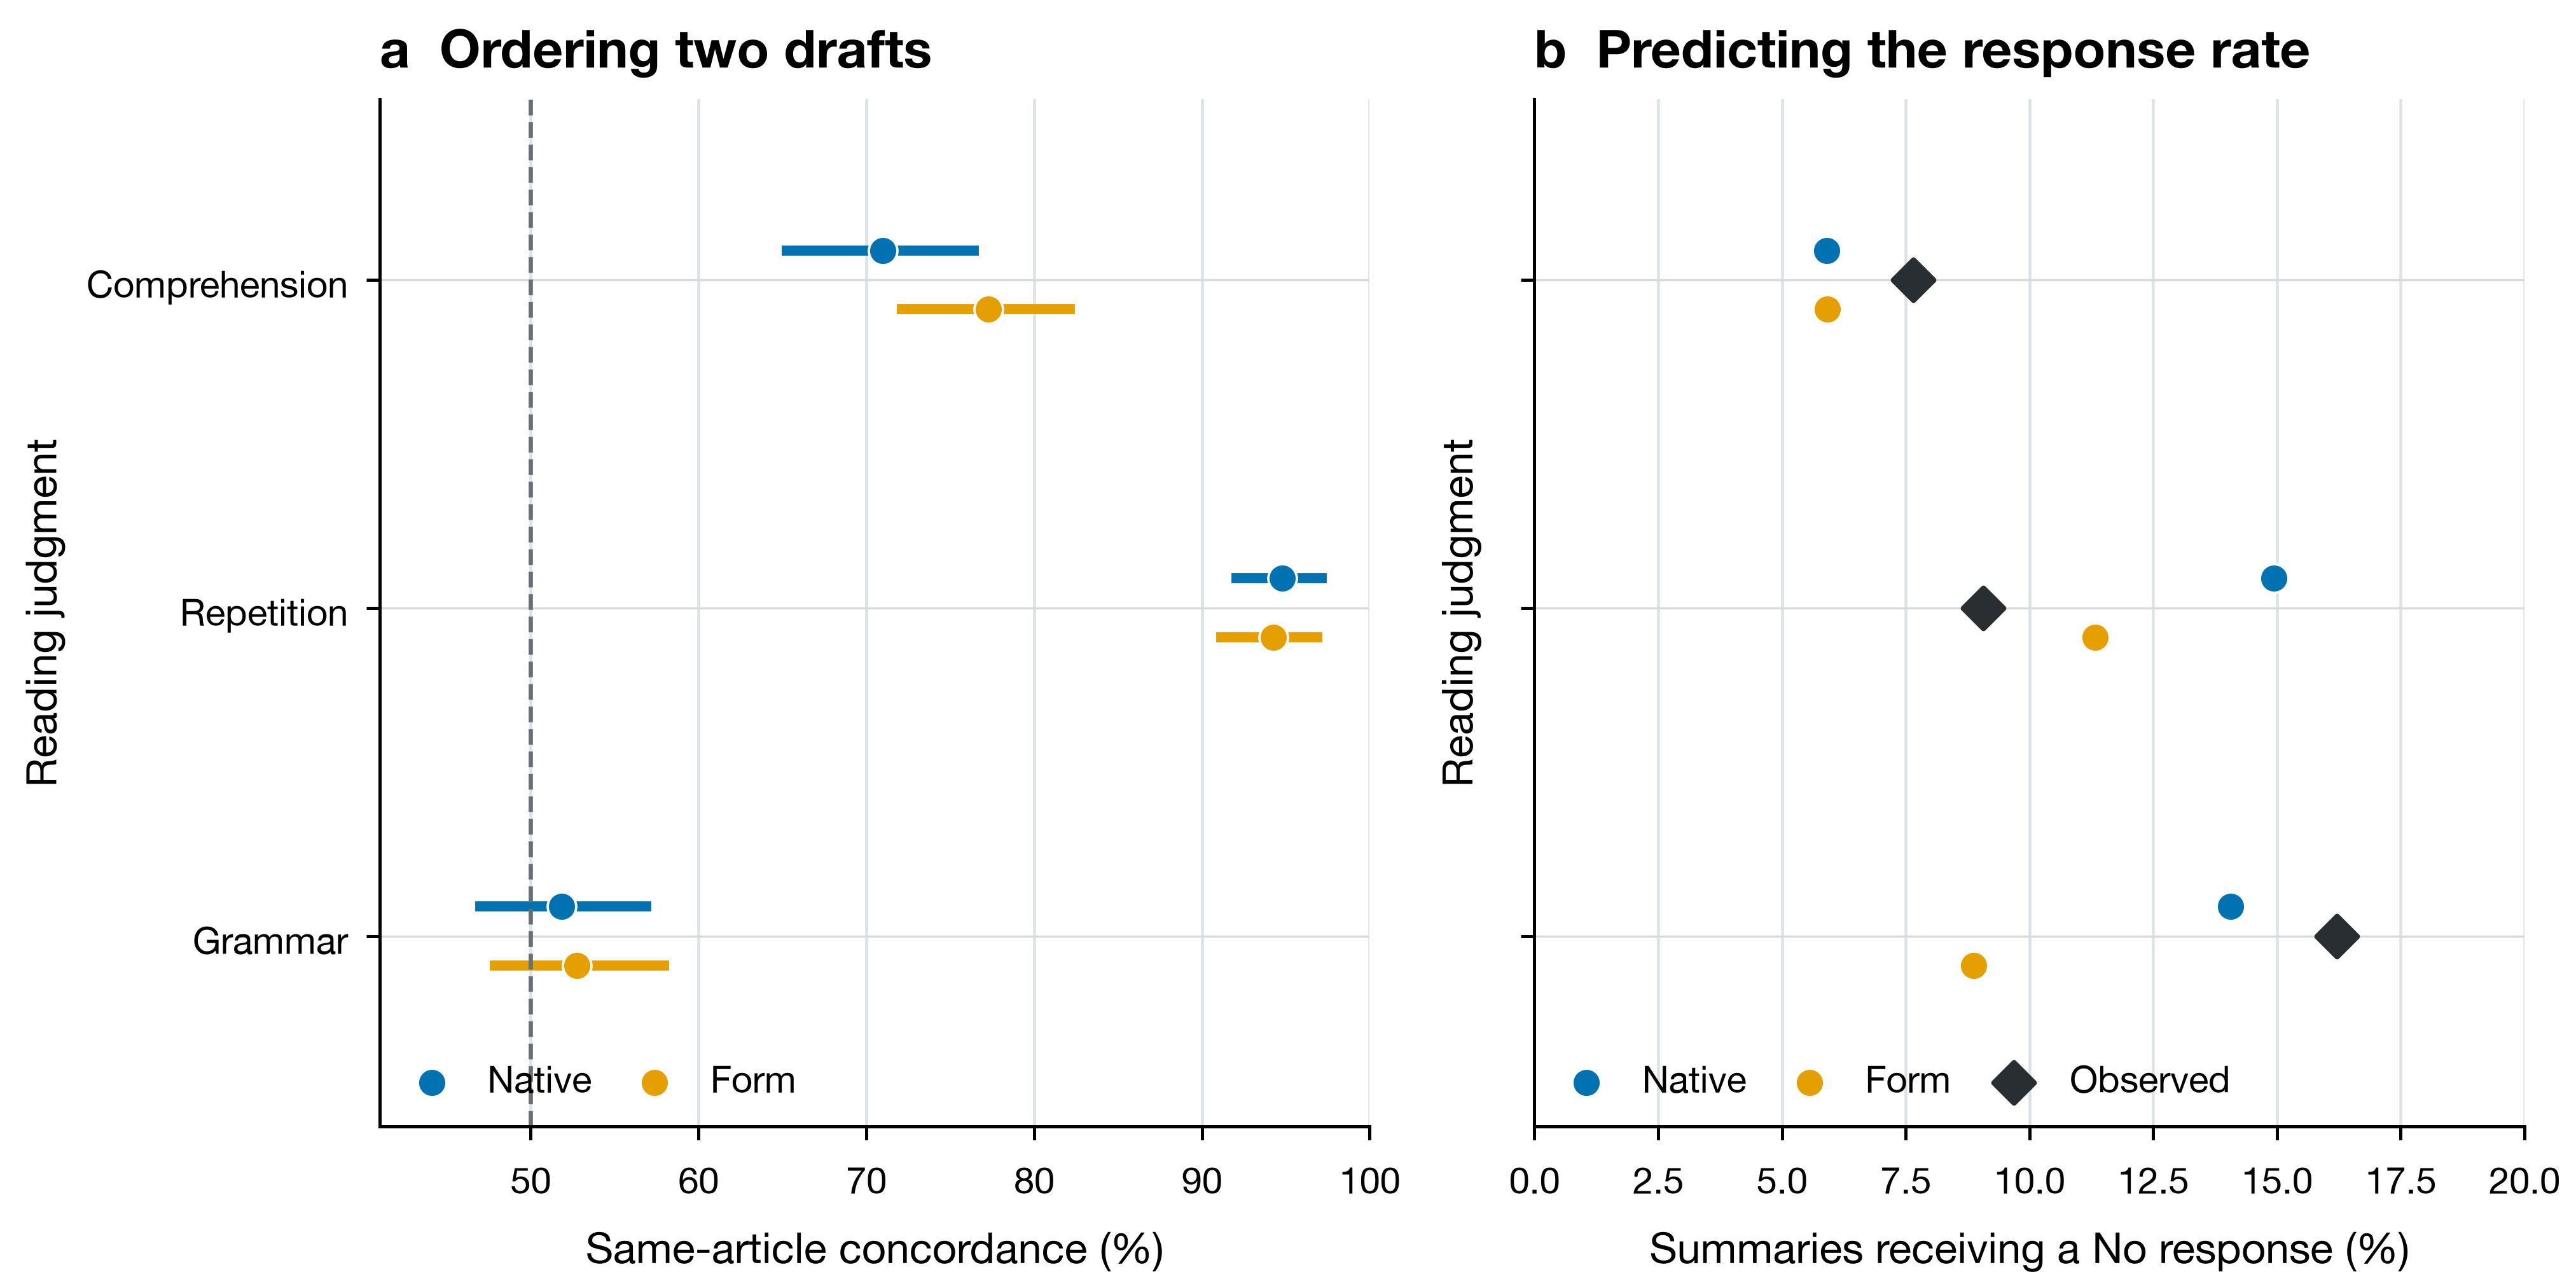 a Ordering two drafts
Reading judgment
Comprehension
Repetition
Grammar
Native Form
50 60 70 80 90 100
Same-article concordance (%)
b Predicting the response rate
Reading judgment
Native Form Observed
0.0 2.5 5.0 7.5 10.0 12.5 15.0 17.5 20.0
Summaries receiving a No response (%)